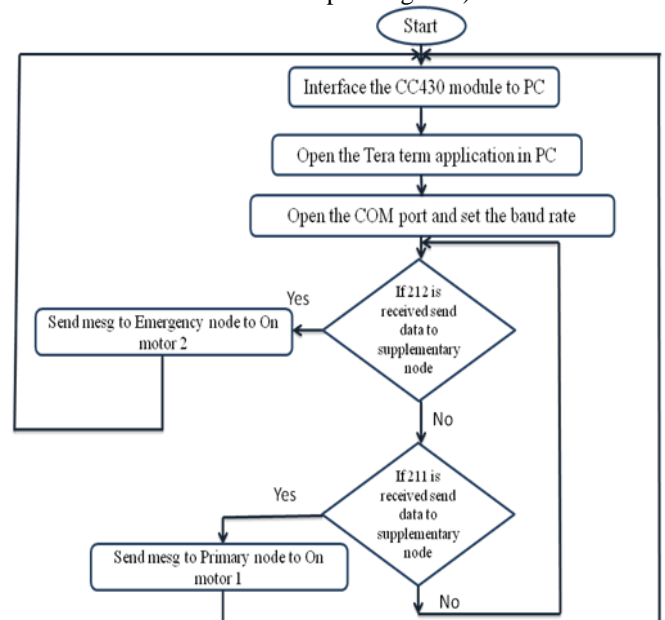 Start
Interface the CC430 module to PC
Open the Tera term application in PC
Open the COM port and set the baud rate
If 212 is
received send
data to
supplementary
node
Yes
Send mesg to Emergency node to On
motor 2
No
If 211 is
received send
data to
supplementary
node
Yes
Send mesg to Primary node to On
motor 1
No